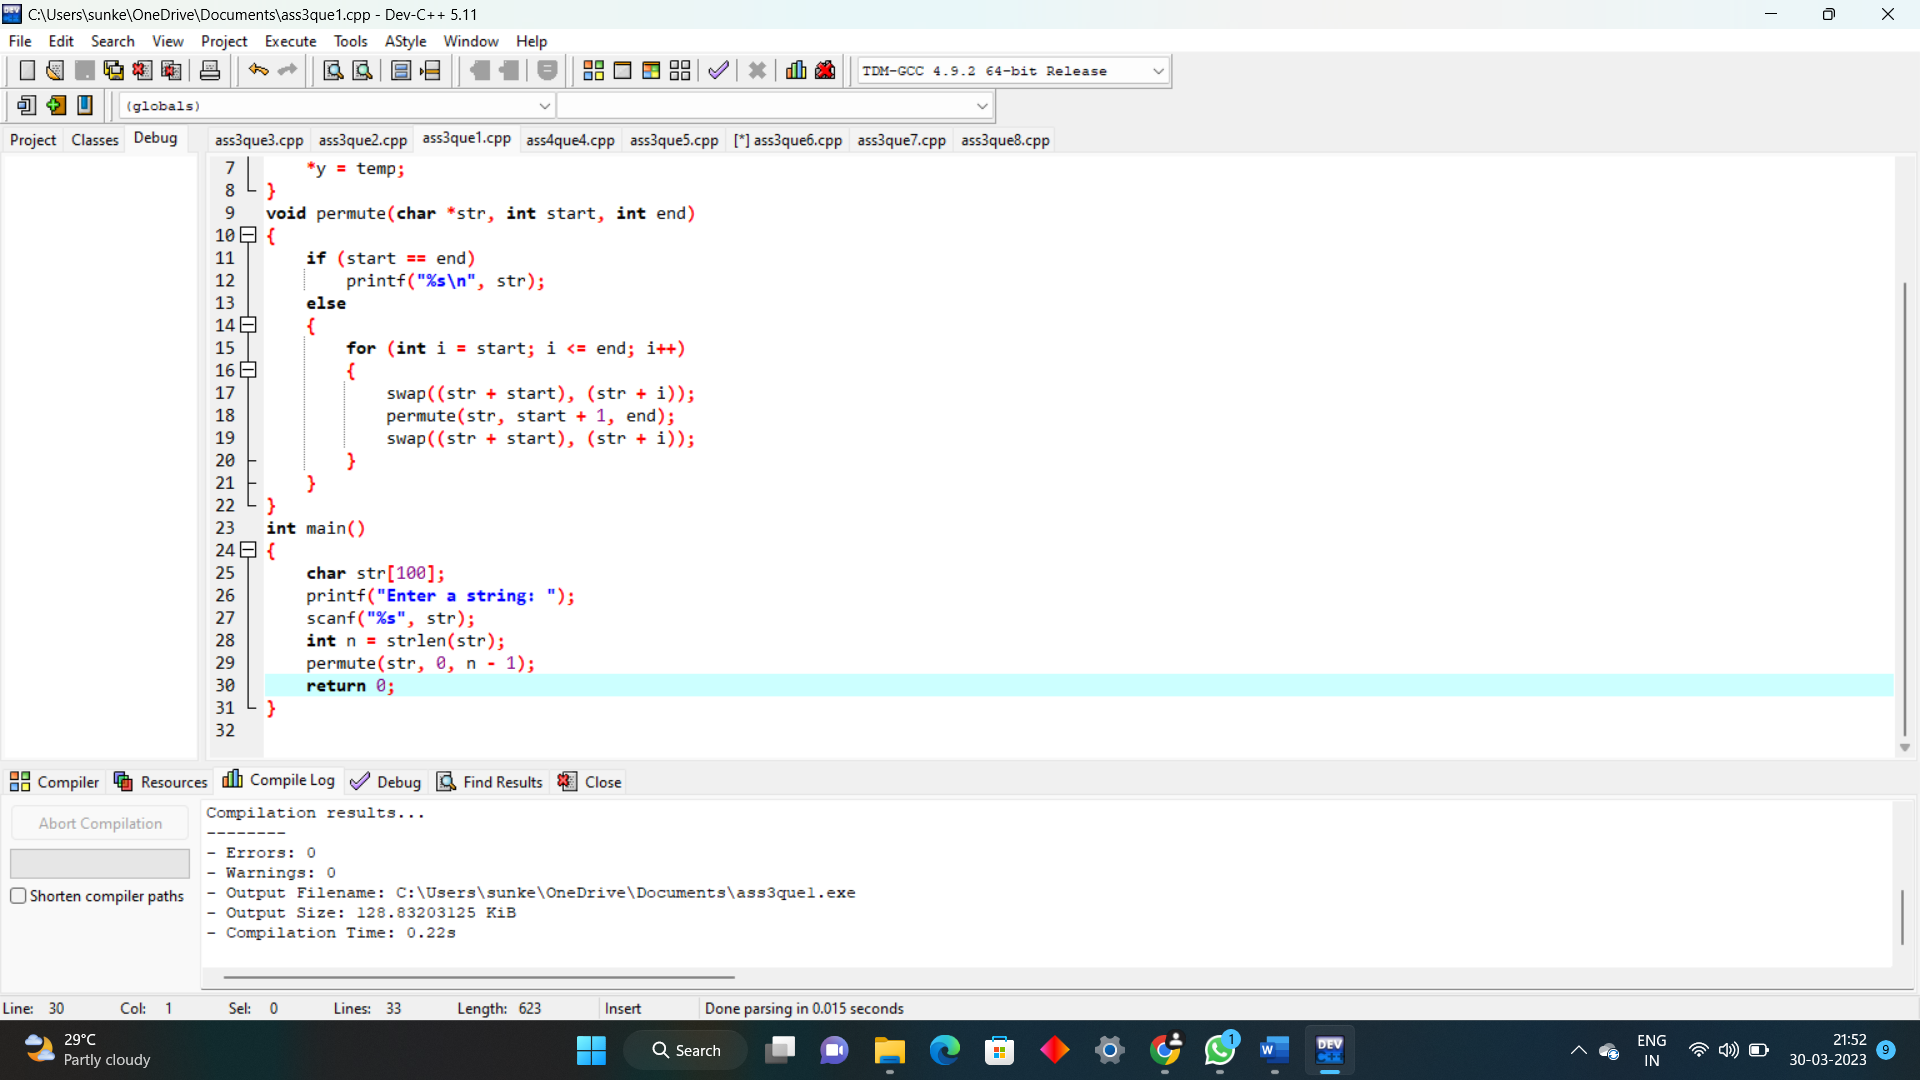 C:\Users\sunke\OneDrive\Documents\ass3que1.cpp - Dev-C++ 5.11
File Edit Search View Project Execute Tools AStyle Window Help
TDM-GCC 4.9.2 64-bit Release
(globals)
Project Classes Debug ass3que3.cpp ass3que2.cpp ass3que1.cpp ass4que4.cpp ass3que5.cpp [*] ass3que6.cpp ass3que7.cpp ass3que8.cpp
7 *y = temp;
8 }
9 void permute(char *str, int start, int end)
10 {
11 if (start == end)
12 printf("%s\n", str);
13 else
14 {
15 for (int i = start; i <= end; i++)
16 {
17 swap((str + start), (str + i));
18 permute(str, start + 1, end);
19 swap((str + start), (str + i));
20 }
21 }
22 }
23 int main()
24 {
25 char str[100];
26 printf("Enter a string: ");
27 scanf("%s", str);
28 int n = strlen(str);
29 permute(str, 0, n - 1);
30 return 0;
31 }
32
Compiler Resources Compile Log Debug Find Results Close
Abort Compilation
Shorten compiler paths
Compilation results...
--------
- Errors: 0
- Warnings: 0
- Output Filename: C:\Users\sunke\OneDrive\Documents\ass3que1.exe
- Output Size: 128.83203125 KiB
- Compilation Time: 0.22s
Line: 30 Col: 1 Sel: 0 Lines: 33 Length: 623 Insert Done parsing in 0.015 seconds
29°C
Partly cloudy
Search
DEV
C++
1
ENG
IN
21:52
30-03-2023
9